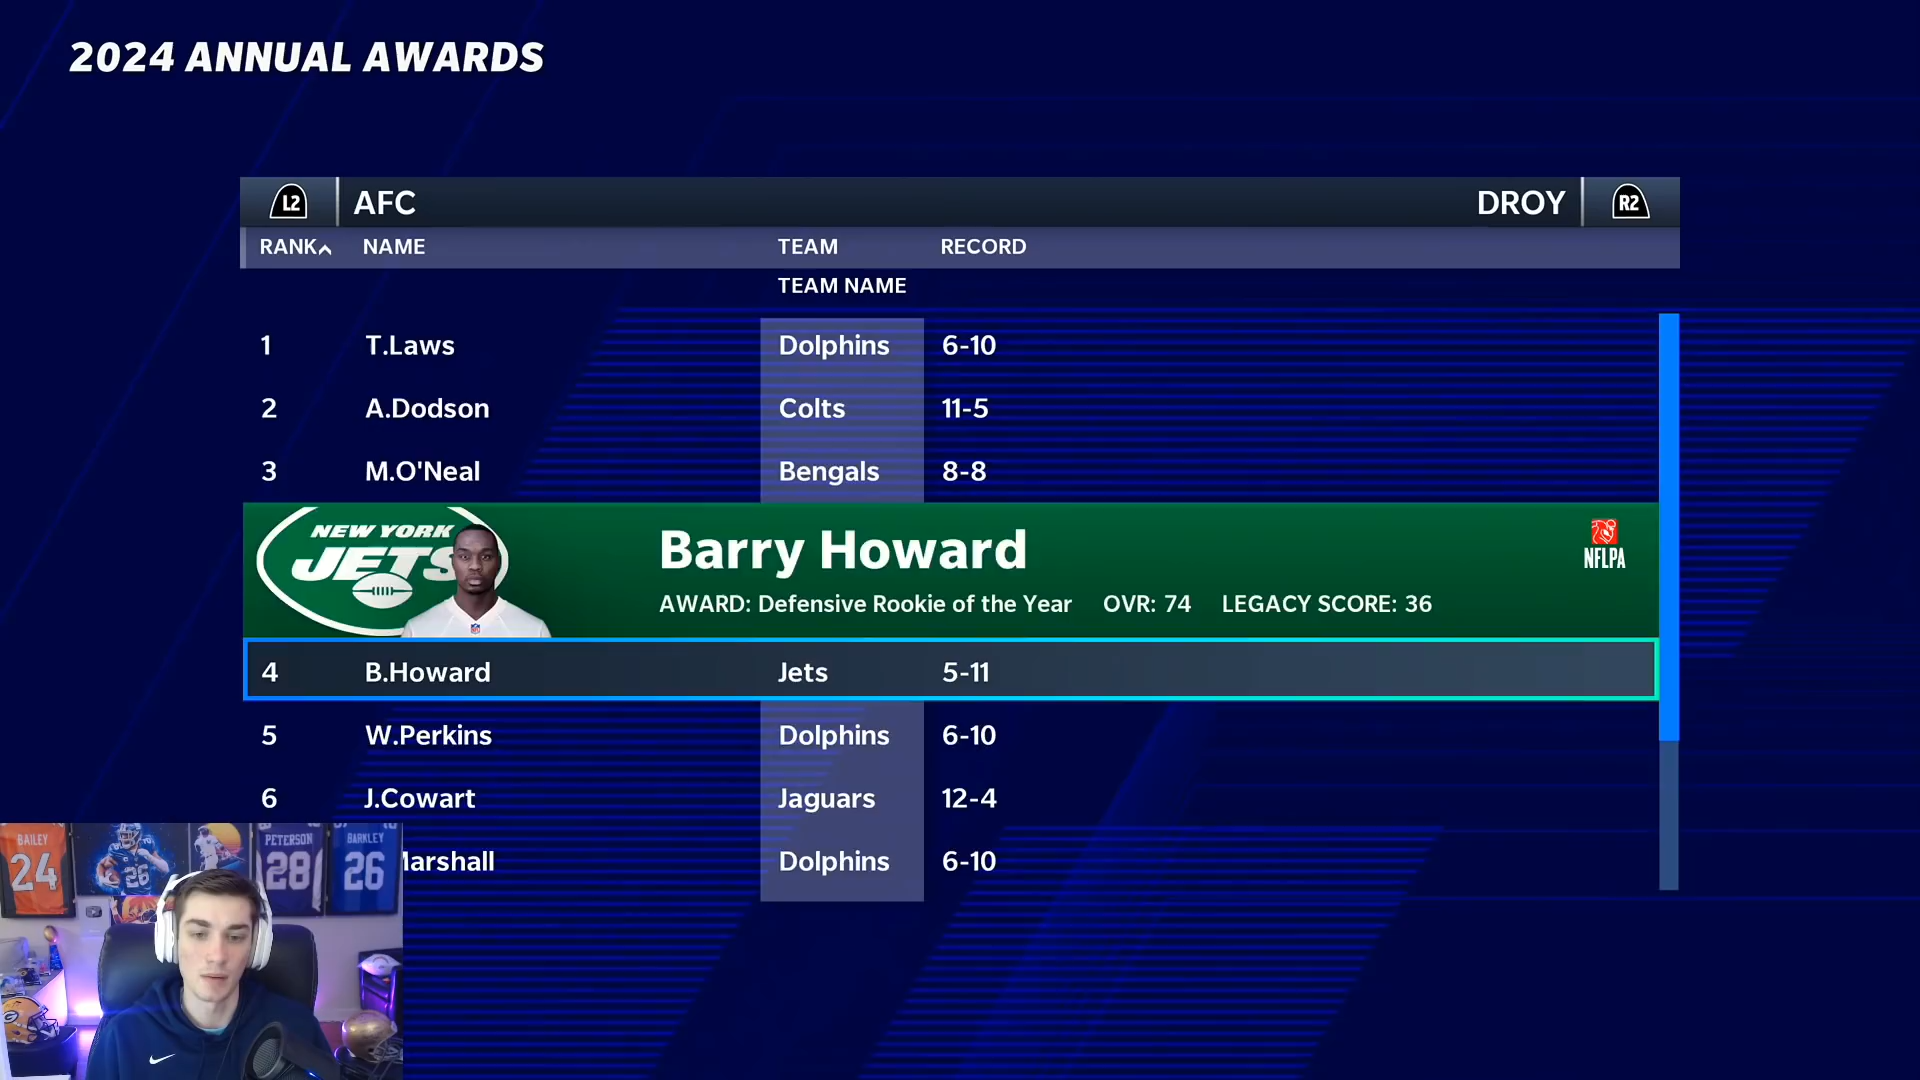 2024 ANNUAL AWARDS
L2 AFC DROY R2
RANK NAME TEAM RECORD
TEAM NAME
1 T.Laws Dolphins 6-10
2 A.Dodson Colts 11-5
3 M.O'Neal Bengals 8-8
NEW YORK
JETS
Barry Howard
NFLPA
AWARD: Defensive Rookie of the Year OVR: 74 LEGACY SCORE: 36
4 B.Howard Jets 5-11
5 W.Perkins Dolphins 6-10
6 J.Cowart Jaguars 12-4
Marshall Dolphins 6-10
BAILEY
24
26
PETERSON
28
BARKLEY
26
G